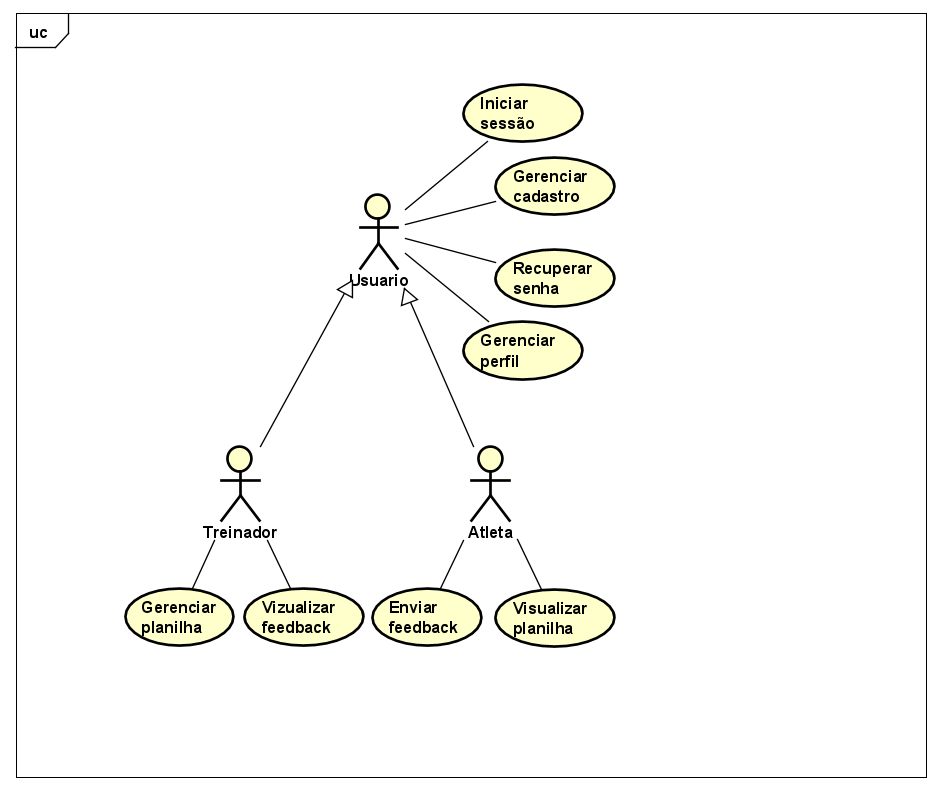 uc
Iniciar
sessão
Gerenciar
cadastro
Usuario
Recuperar
senha
Gerenciar
perfil
Treinador
Atleta
Gerenciar
planilha
Vizualizar
feedback
Enviar
feedback
Visualizar
planilha